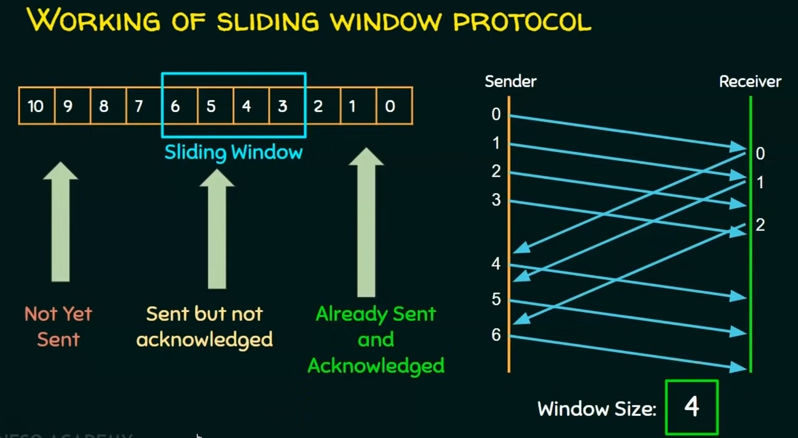 WORKING OF SLIDING WINDOW PROTOCOL
10 9 8 7 6 5 4 3 2 1 0
Sliding Window
Not Yet
Sent
Sent but not
acknowledged
Already Sent
and
Acknowledged
Sender
Receiver
0
1
2
3
4
5
6
0
1
2
Window Size: 4